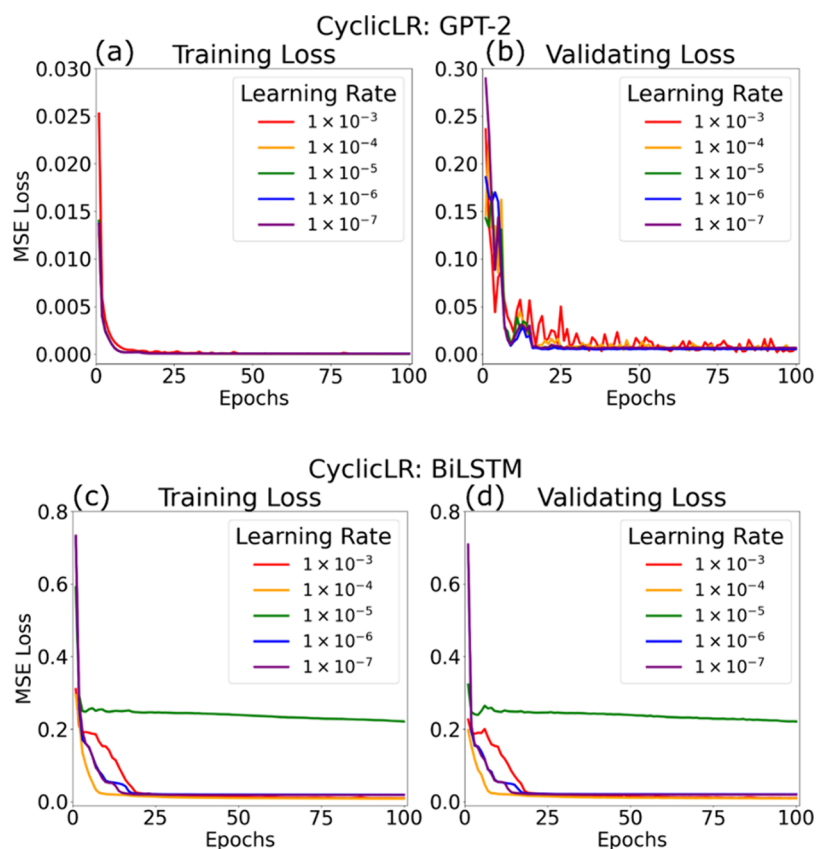 CyclicLR: GPT-2
(a) Training Loss
(b) Validating Loss
MSE Loss
0.030
0.025
0.020
0.015
0.010
0.005
0.000
Learning Rate
1 × 10⁻³
1 × 10⁻⁴
1 × 10⁻⁵
1 × 10⁻⁶
1 × 10⁻⁷
0 25 50 75 100
Epochs
0.30
0.25
0.20
0.15
0.10
0.05
0.00
Learning Rate
1 × 10⁻³
1 × 10⁻⁴
1 × 10⁻⁵
1 × 10⁻⁶
1 × 10⁻⁷
0 25 50 75 100
Epochs
CyclicLR: BiLSTM
(c) Training Loss
(d) Validating Loss
MSE Loss
0.8
0.6
0.4
0.2
0.0
Learning Rate
1 × 10⁻³
1 × 10⁻⁴
1 × 10⁻⁵
1 × 10⁻⁶
1 × 10⁻⁷
0 25 50 75 100
Epochs
0.8
0.6
0.4
0.2
0.0
Learning Rate
1 × 10⁻³
1 × 10⁻⁴
1 × 10⁻⁵
1 × 10⁻⁶
1 × 10⁻⁷
0 25 50 75 100
Epochs